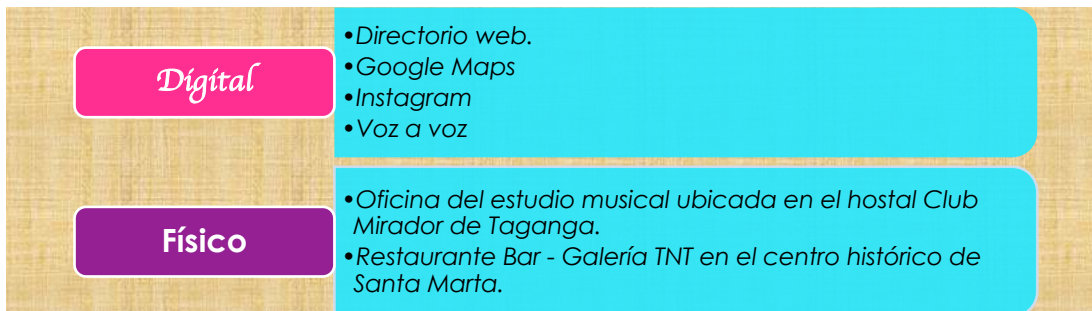 Digital
•Directorio web.
•Google Maps
•Instagram
•Voz a voz
Físico
•Oficina del estudio musical ubicada en el hostal Club
Mirador de Taganga.
•Restaurante Bar - Galería TNT en el centro histórico de
Santa Marta.